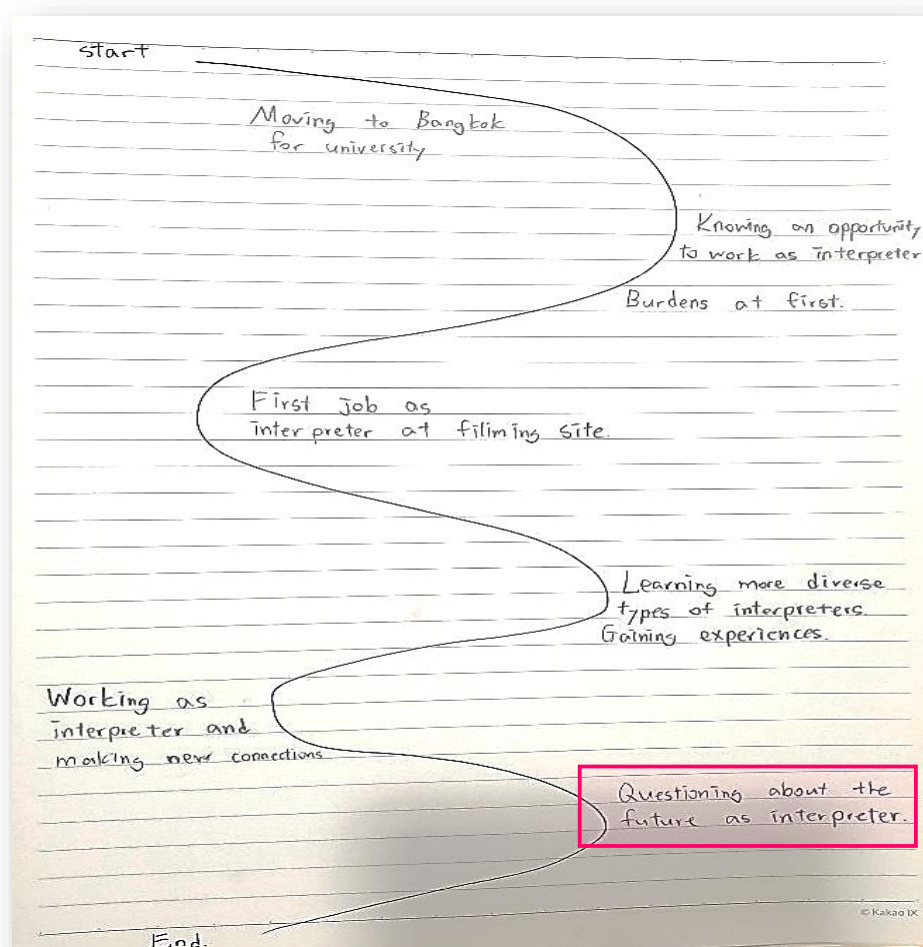 start
Moving to Bangkok
for university
Knowing an opportunity
to work as interpreter
Burdens at first.
First job as
interpreter at filiming site.
Learning more diverse
types of interpreters.
Gaining experiences.
Working as
interpreter and
making new connections
Questioning about the
future as interpreter.
© Kakao IX
End.